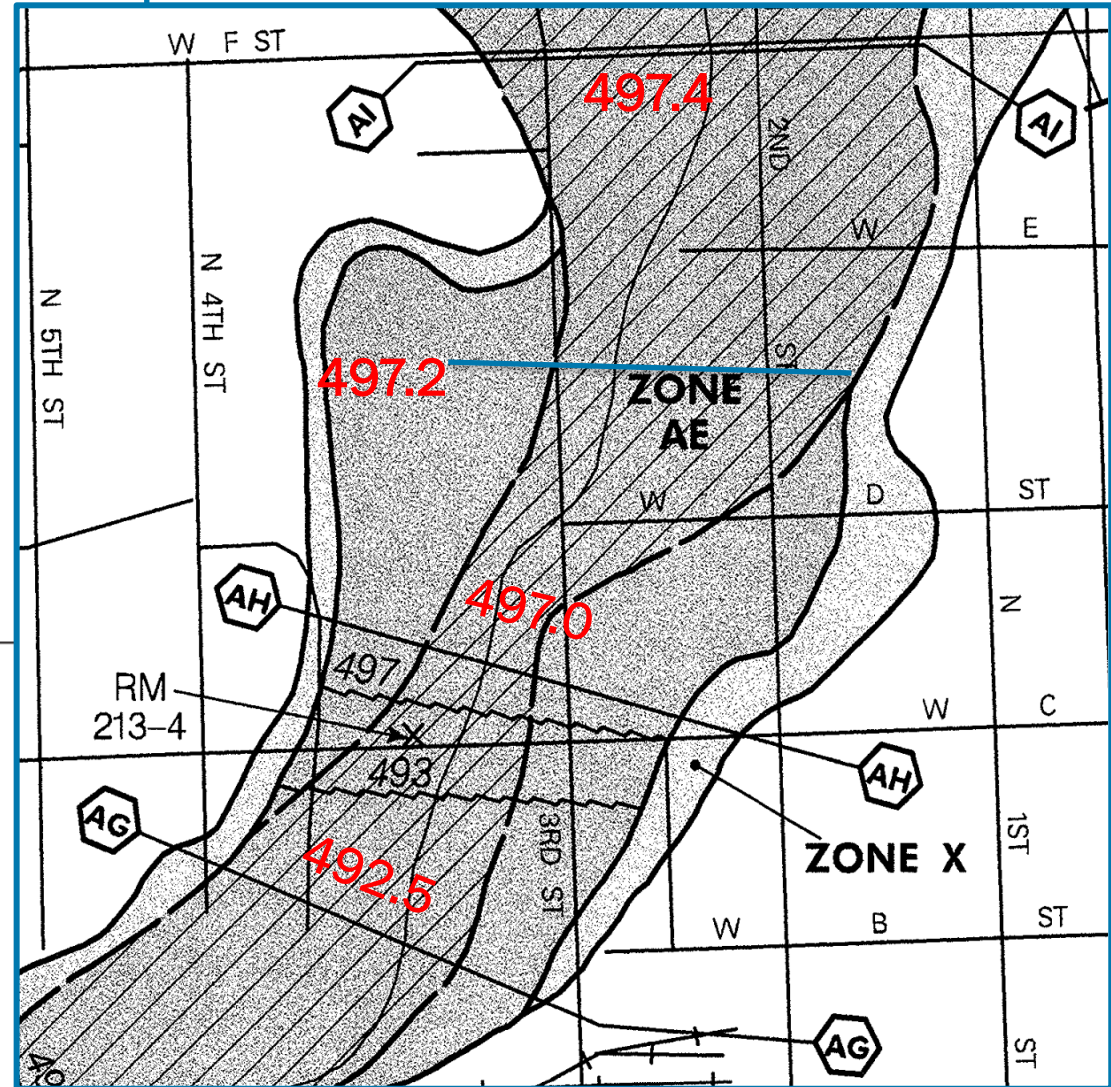 W F ST
497.4
AI
AI
2ND
W E
N 4TH ST
N 5TH ST
ST
497.2
ZONE
AE
W D ST
AH
497.0
N
497
RM
213-4
W C
AH
493
AG
3RD ST
1ST
492.5
ZONE X
W B ST
AG
ST